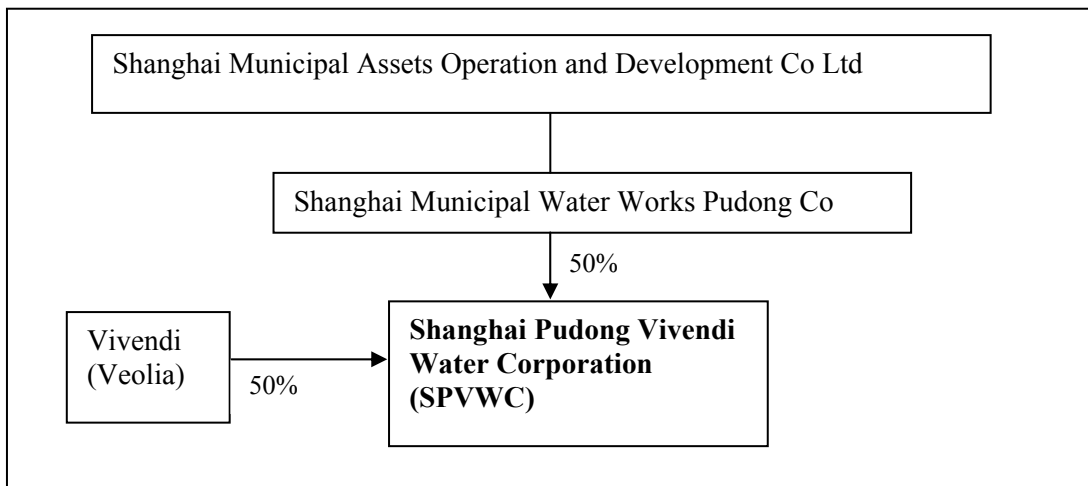 Shanghai Municipal Assets Operation and Development Co Ltd
Shanghai Municipal Water Works Pudong Co
50%
Vivendi
(Veolia)
50%
Shanghai Pudong Vivendi
Water Corporation
(SPVWC)